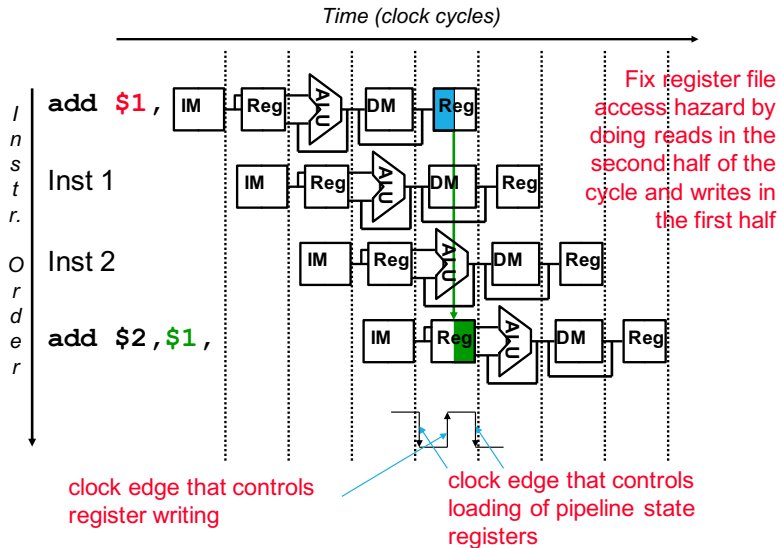 Time (clock cycles)
Instr. Order
add $1,
IM
Reg
ALU
DM
Reg
Fix register file
access hazard by
doing reads in the
second half of the
cycle and writes in
the first half
Inst 1
IM
Reg
ALU
DM
Reg
Inst 2
IM
Reg
ALU
DM
Reg
add $2,$1,
IM
Reg
ALU
DM
Reg
clock edge that controls
register writing
clock edge that controls
loading of pipeline state
registers